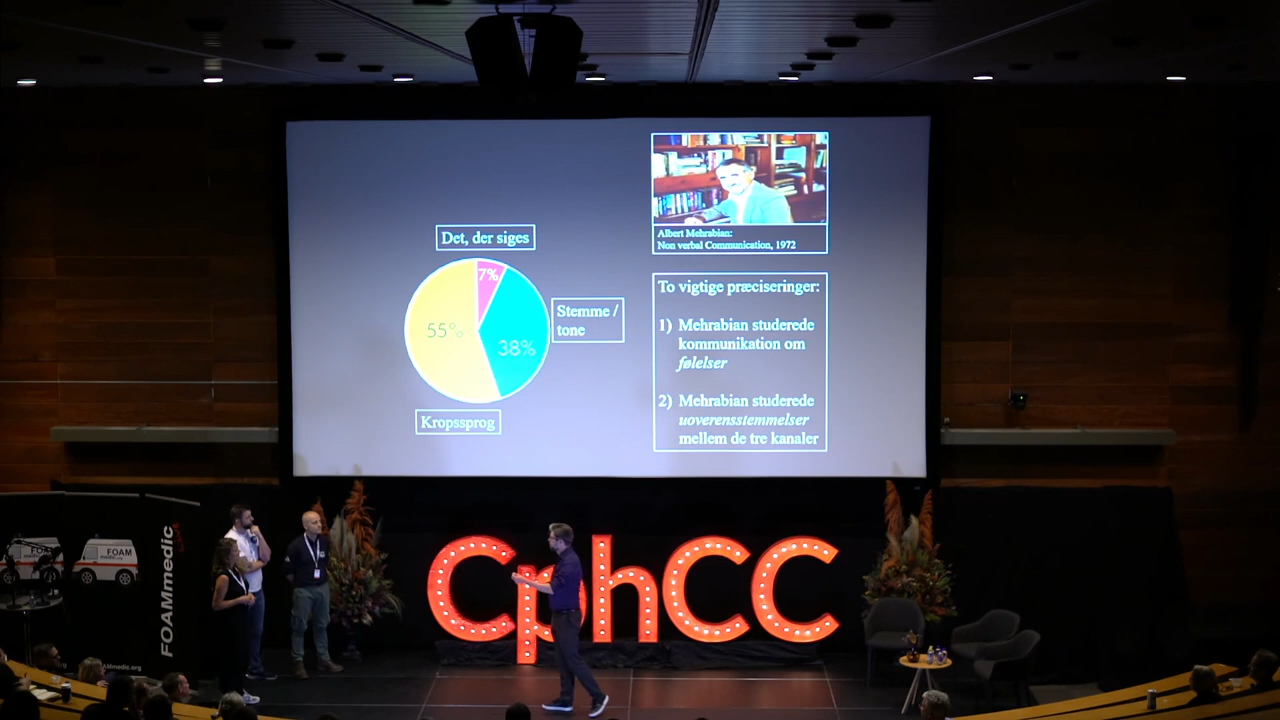 Det, der siges
7%
55%
38%
Stemme /
tone
Kropssprog
Albert Mehrabian:
Non verbal Communication, 1972
To vigtige præciseringer:
1) Mehrabian studerede
kommunikation om
følelser
2) Mehrabian studerede
uoverensstemmelser
mellem de tre kanaler
CphCC
FOAM
FOAMmedic